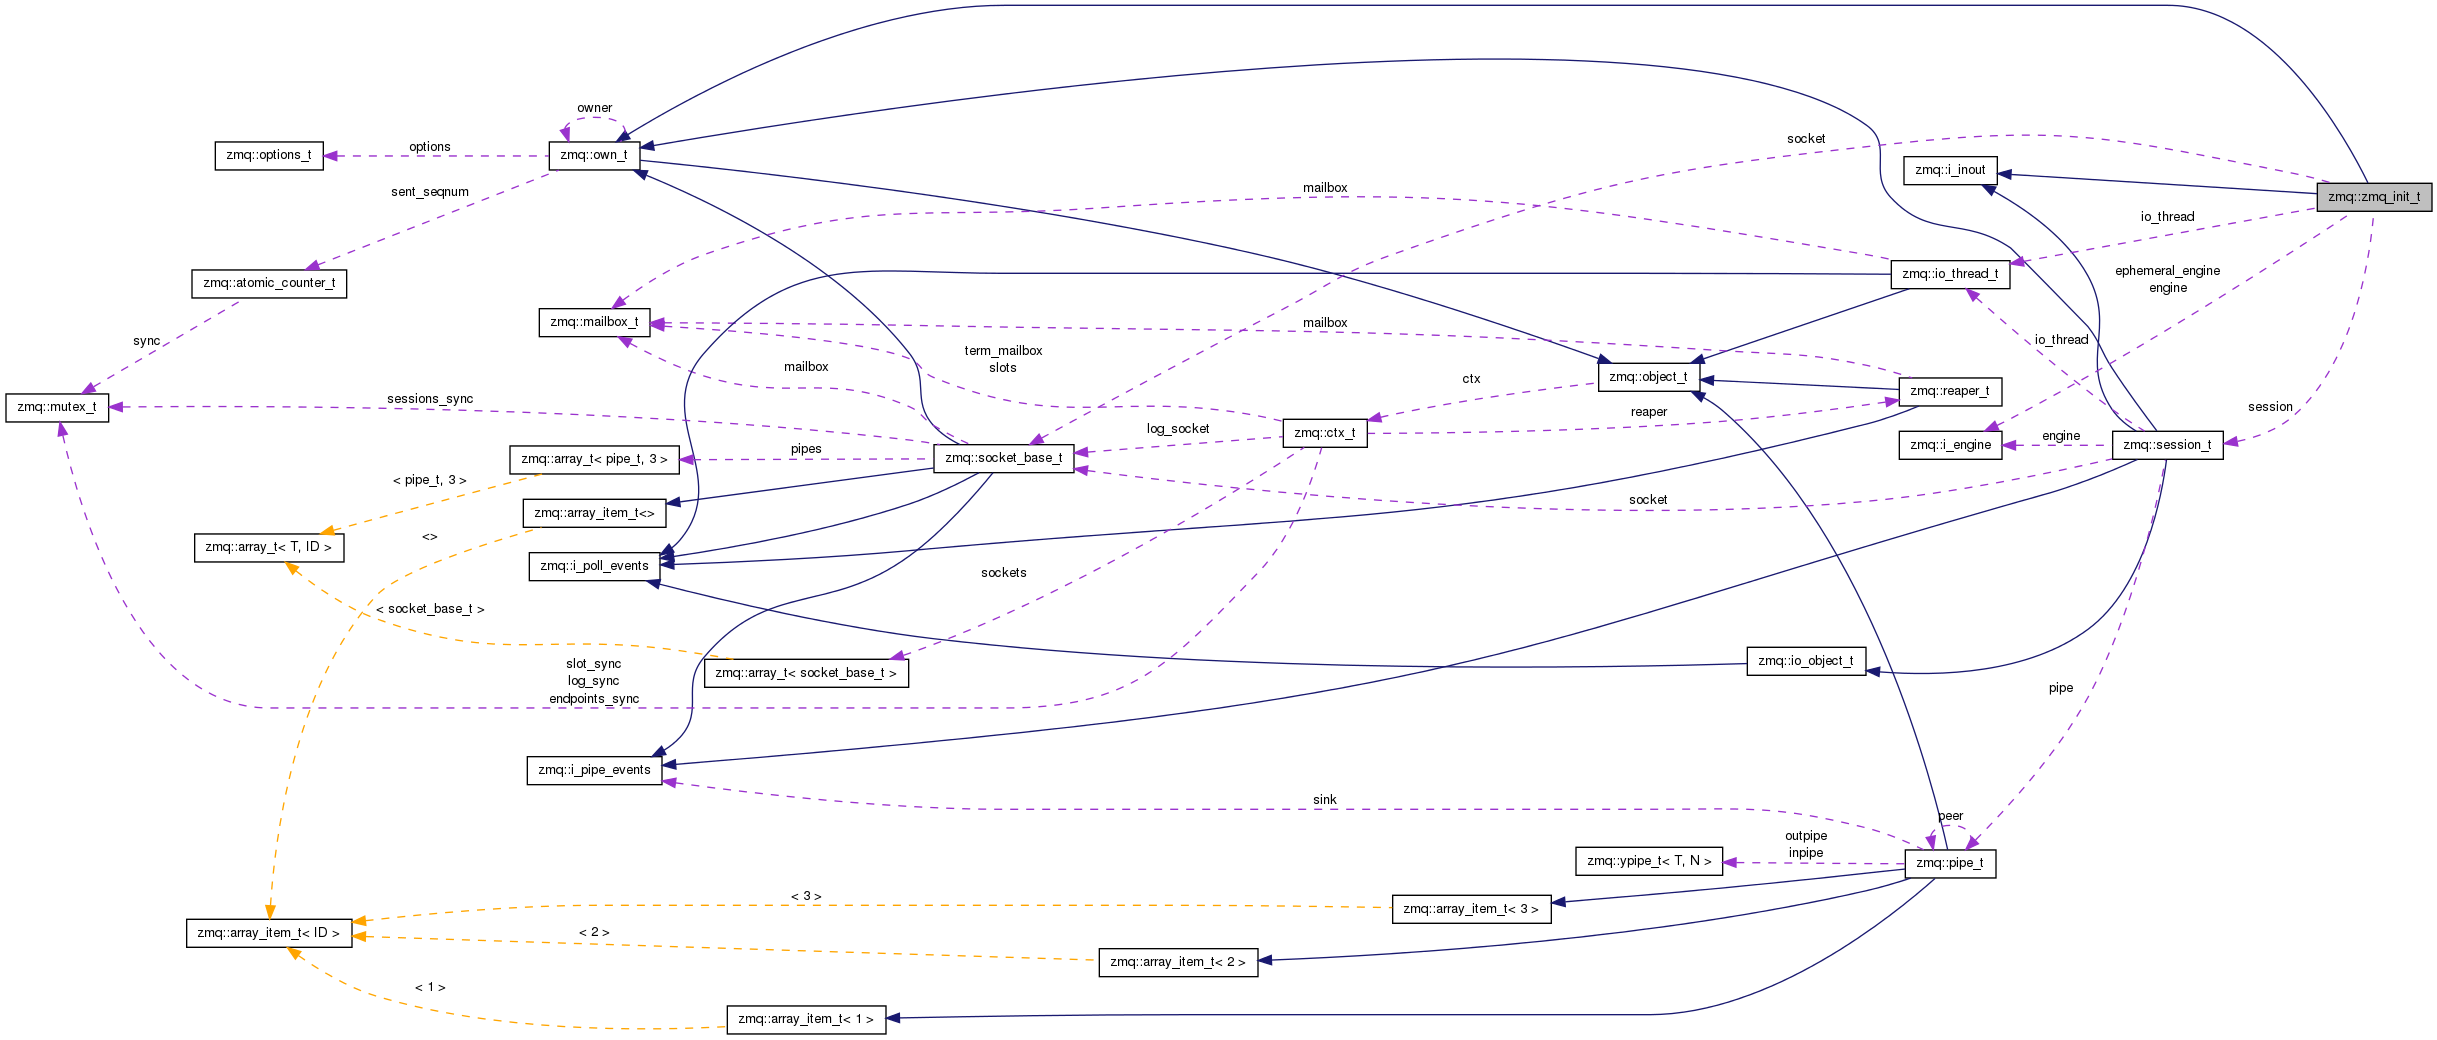 owner
socket
zmq::options_t
options
zmq::own_t
zmq::i_inout
sent_seqnum
mailbox
zmq::zmq_init_t
io_thread
zmq::atomic_counter_t
zmq::io_thread_t
ephemeral_engine
engine
zmq::mailbox_t
mailbox
sync
term_mailbox
slots
io_thread
mailbox
ctx
zmq::object_t
zmq::reaper_t
sessions_sync
zmq::mutex_t
reaper
session
log_socket
zmq::ctx_t
engine
zmq::i_engine
zmq::session_t
pipes
zmq::array_t< pipe_t, 3 >
zmq::socket_base_t
< pipe_t, 3 >
socket
zmq::array_item_t<>
<>
zmq::array_t< T, ID >
zmq::i_poll_events
sockets
< socket_base_t >
slot_sync
log_sync
endpoints_sync
zmq::array_t< socket_base_t >
zmq::io_object_t
pipe
zmq::i_pipe_events
sink
peer
outpipe
inpipe
zmq::ypipe_t< T, N >
zmq::pipe_t
< 3 >
zmq::array_item_t< 3 >
zmq::array_item_t< ID >
< 2 >
zmq::array_item_t< 2 >
< 1 >
zmq::array_item_t< 1 >